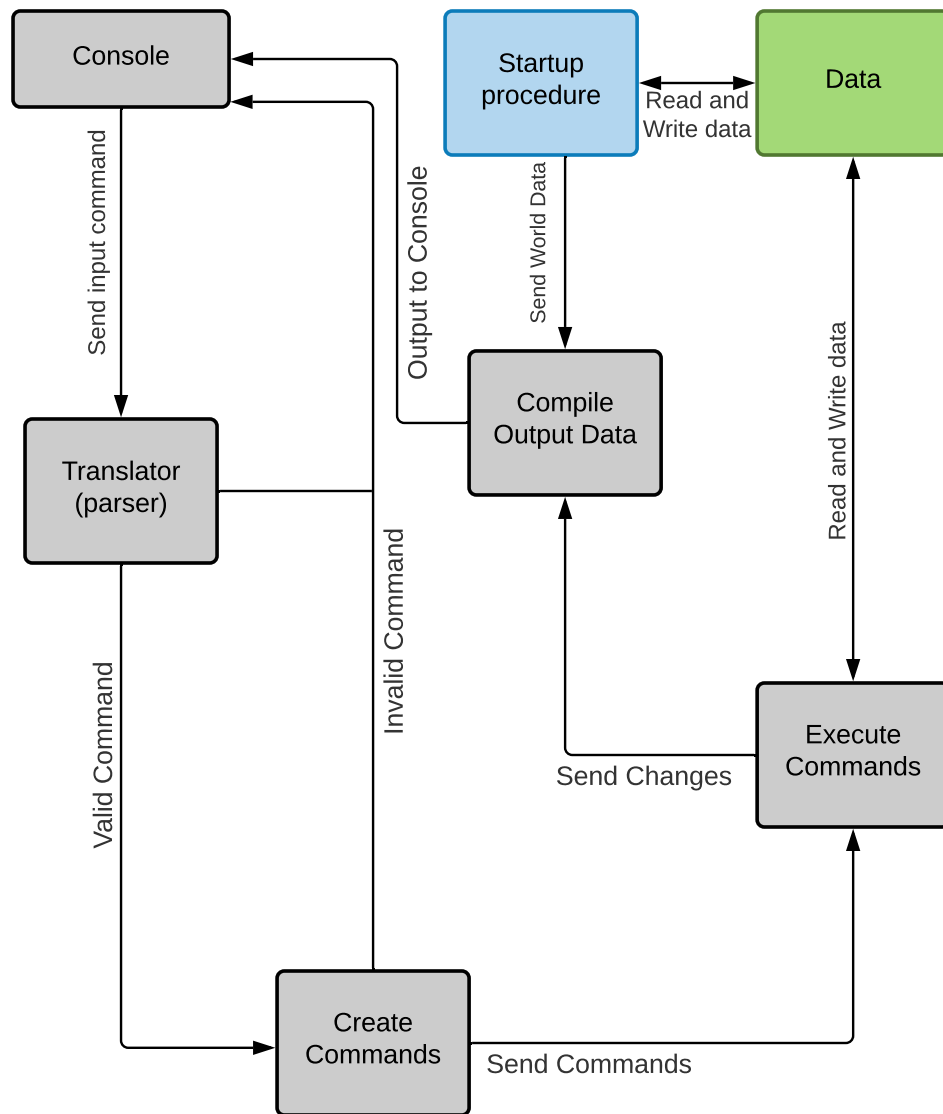 Console
Startup
procedure
Data
Read and
Write data
Send input command
Output to Console
Send World Data
Compile
Output Data
Read and Write data
Translator
(parser)
Invalid Command
Valid Command
Execute
Commands
Send Changes
Create
Commands
Send Commands